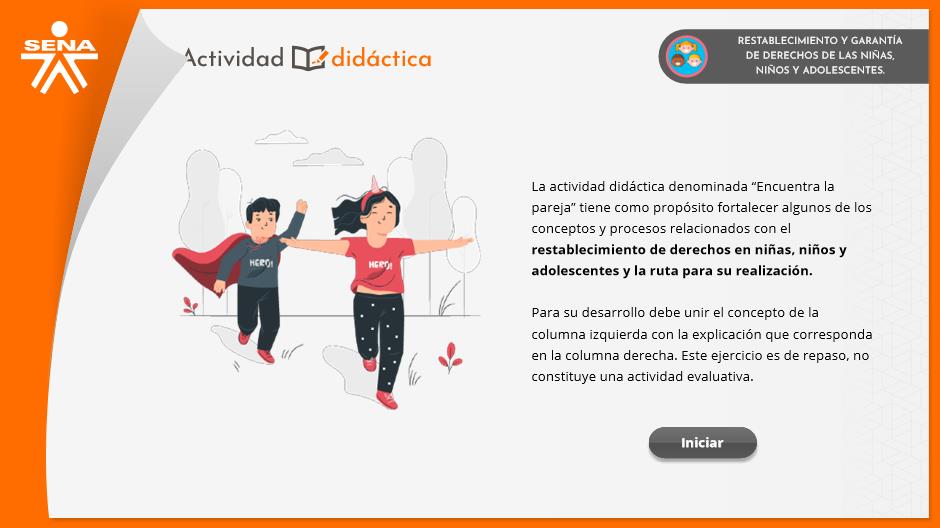 SENA
Actividad didáctica
RESTABLECIMIENTO Y GARANTÍA
DE DERECHOS DE LAS NIÑAS,
NIÑOS Y ADOLESCENTES.
HERO!
HERO!
La actividad didáctica denominada “Encuentra la
pareja” tiene como propósito fortalecer algunos de los
conceptos y procesos relacionados con el
restablecimiento de derechos en niñas, niños y
adolescentes y la ruta para su realización.
Para su desarrollo debe unir el concepto de la
columna izquierda con la explicación que corresponda
en la columna derecha. Este ejercicio es de repaso, no
constituye una actividad evaluativa.
Iniciar